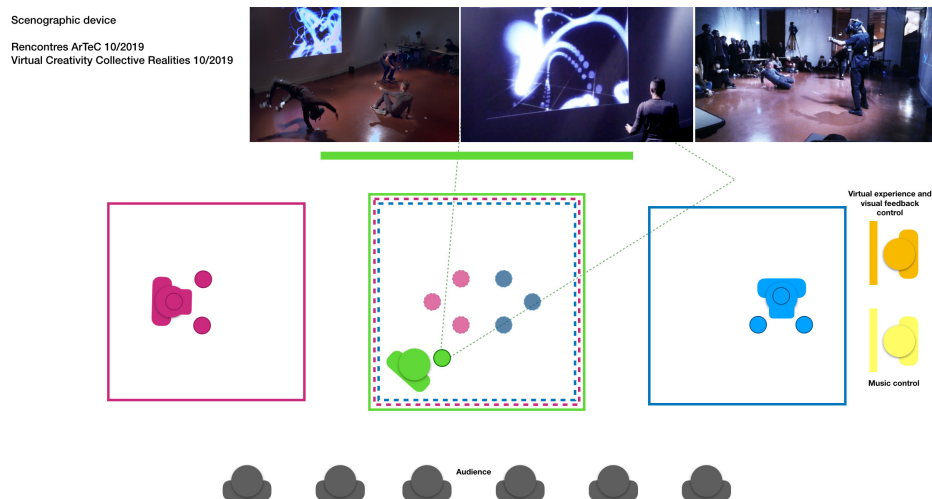 Scenographic device
Rencontres ArTeC 10/2019
Virtual Creativity Collective Realities 10/2019
Virtual experience and
visual feedback
control
Music control
Audience